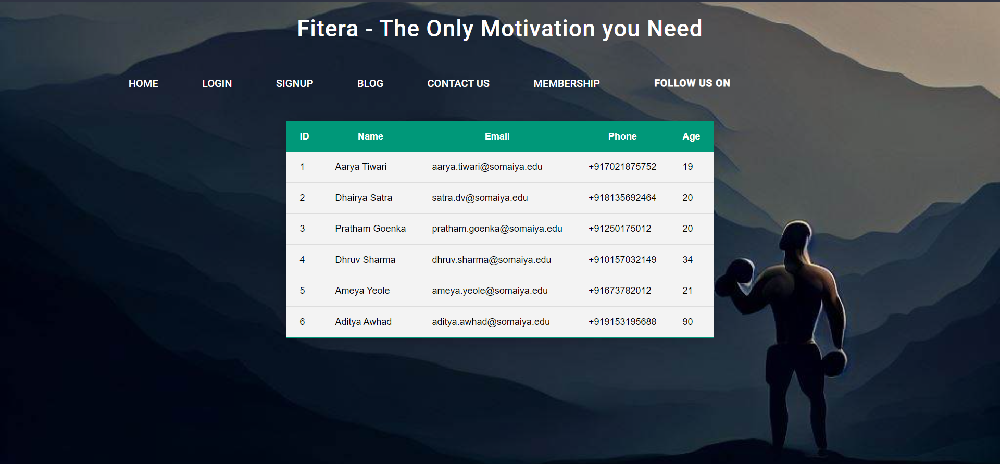 Fitera - The Only Motivation you Need
HOME LOGIN SIGNUP BLOG CONTACT US MEMBERSHIP FOLLOW US ON
ID Name Email Phone Age
1 Aarya Tiwari aarya.tiwari@somaiya.edu +917021875752 19
2 Dhairya Satra satra.dv@somaiya.edu +918135692464 20
3 Pratham Goenka pratham.goenka@somaiya.edu +91250175012 20
4 Dhruv Sharma dhruv.sharma@somaiya.edu +910157032149 34
5 Ameya Yeole ameya.yeole@somaiya.edu +91673782012 21
6 Aditya Awhad aditya.awhad@somaiya.edu +919153195688 90